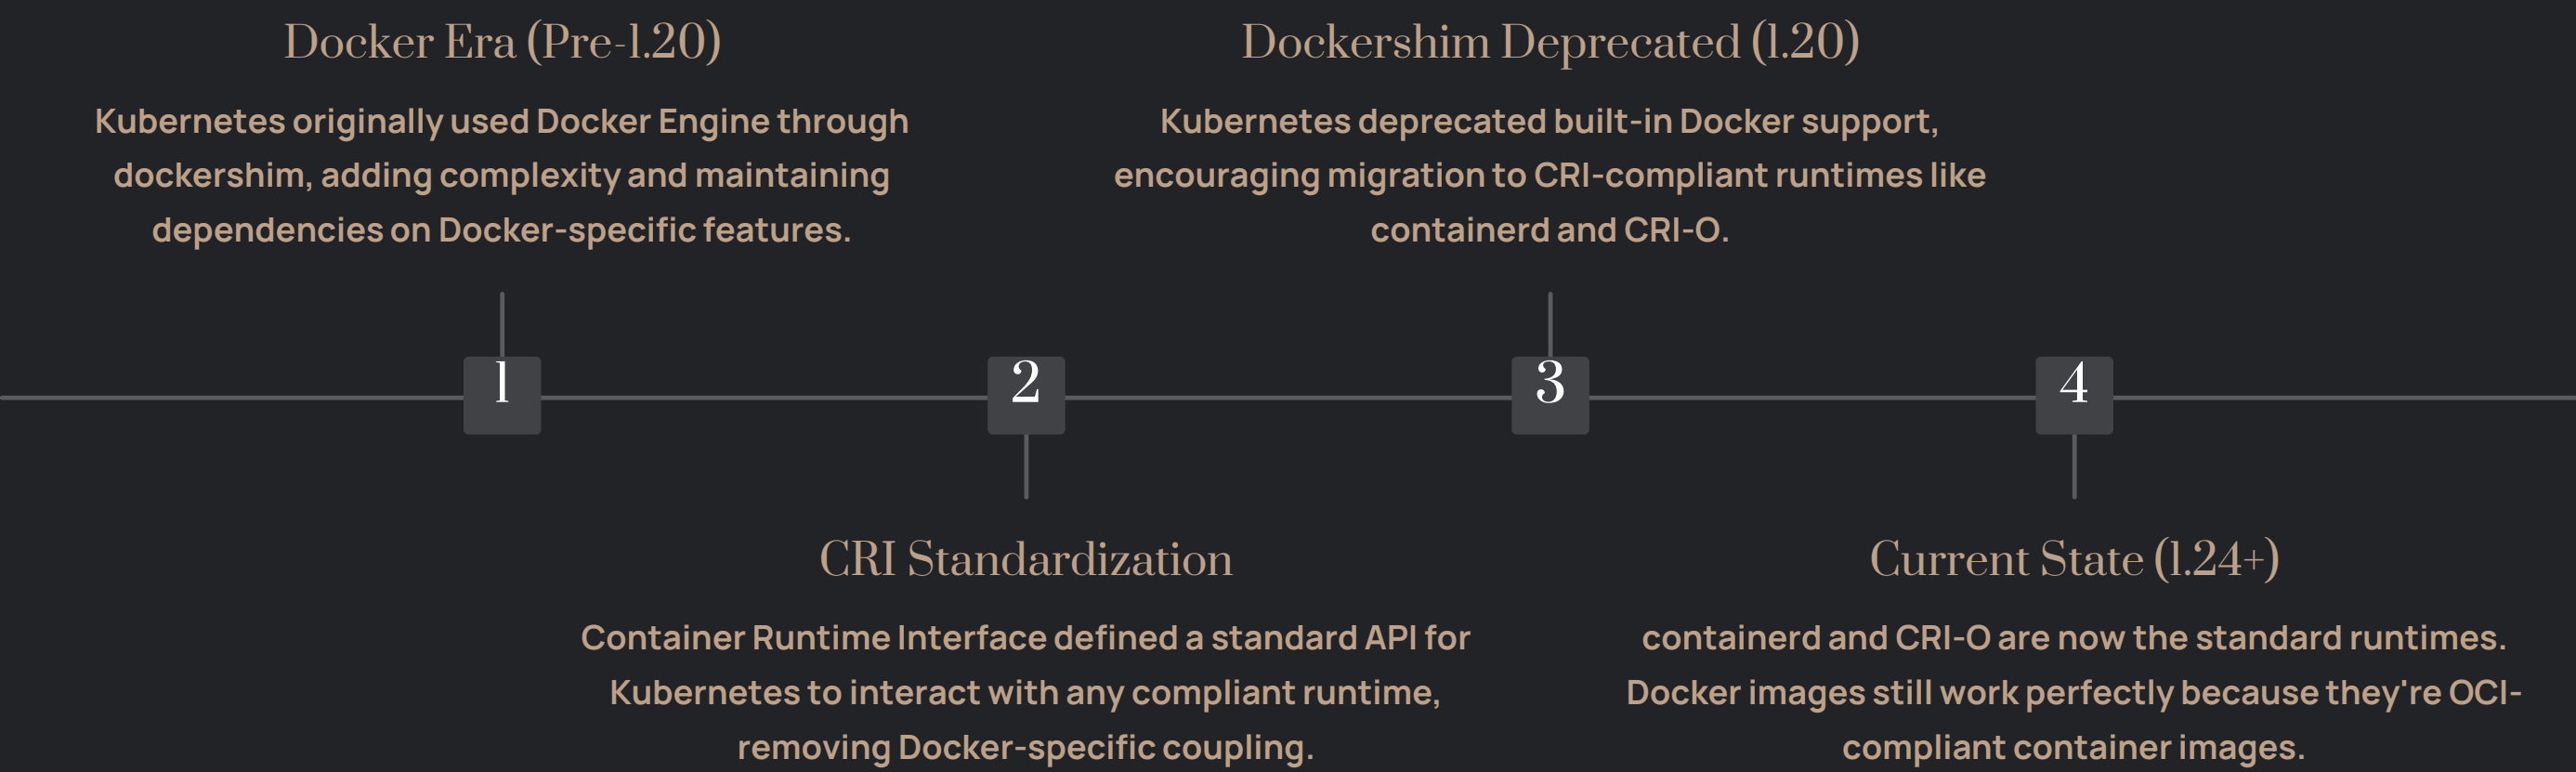 Docker Era (Pre-1.20)
Kubernetes originally used Docker Engine through
dockershim, adding complexity and maintaining
dependencies on Docker-specific features.
1
2
CRI Standardization
Container Runtime Interface defined a standard API for
Kubernetes to interact with any compliant runtime,
removing Docker-specific coupling.
Dockershim Deprecated (1.20)
Kubernetes deprecated built-in Docker support,
encouraging migration to CRI-compliant runtimes like
containerd and CRI-O.
3
4
Current State (1.24+)
containerd and CRI-O are now the standard runtimes.
Docker images still work perfectly because they're OCI-
compliant container images.